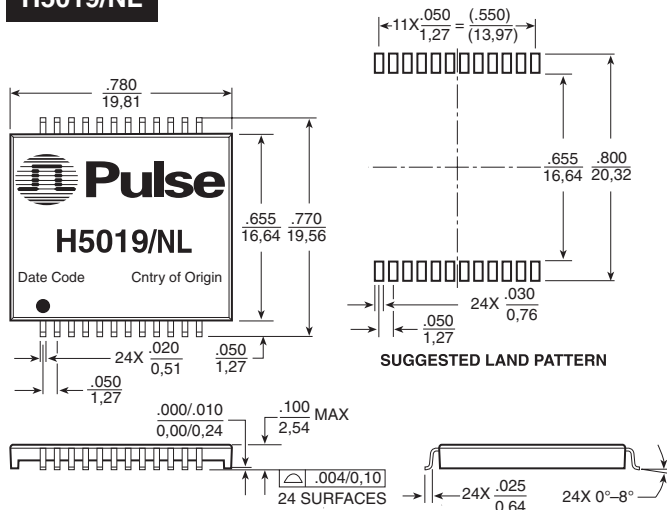 H5019/NL
11X .050/1,27 = (.550)/(13,97)
.780
19,81
Pulse
H5019/NL
Date Code Cntry of Origin
.655
16,64
.770
19,56
.655
16,64
.800
20,32
24X .020
0,51
.050
1,27
.050
1,27
24X .030
0,76
.050
1,27
SUGGESTED LAND PATTERN
.000/.010
0,00/0,24
.100 MAX
2,54
.004/0,10
24 SURFACES
24X .025
0,64
24X 0°–8°